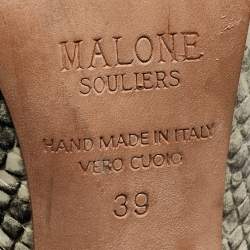 MALONE
SOULIERS
HAND MADE IN ITALY
VERO CUOIO
39